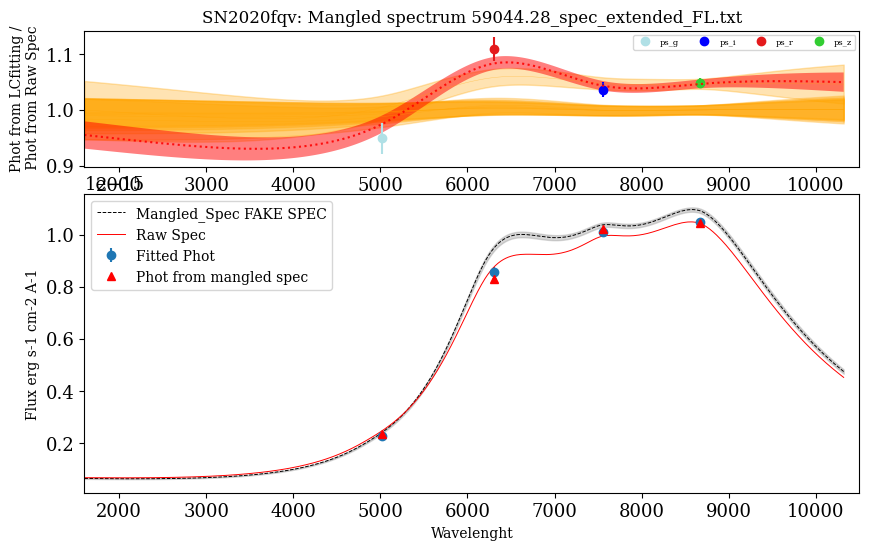 SN2020fqv: Mangled spectrum 59044.28_spec_extended_FL.txt
Phot from LCfitting /
Phot from Raw Spec
1.1
1.0
0.9
ps_g ps_i ps_r ps_z
2000 3000 4000 5000 6000 7000 8000 9000 10000
Mangled_Spec FAKE SPEC
Raw Spec
Fitted Phot
Phot from mangled spec
Flux erg s-1 cm-2 A-1
1.0
0.8
0.6
0.4
0.2
2000 3000 4000 5000 6000 7000 8000 9000 10000
Wavelenght